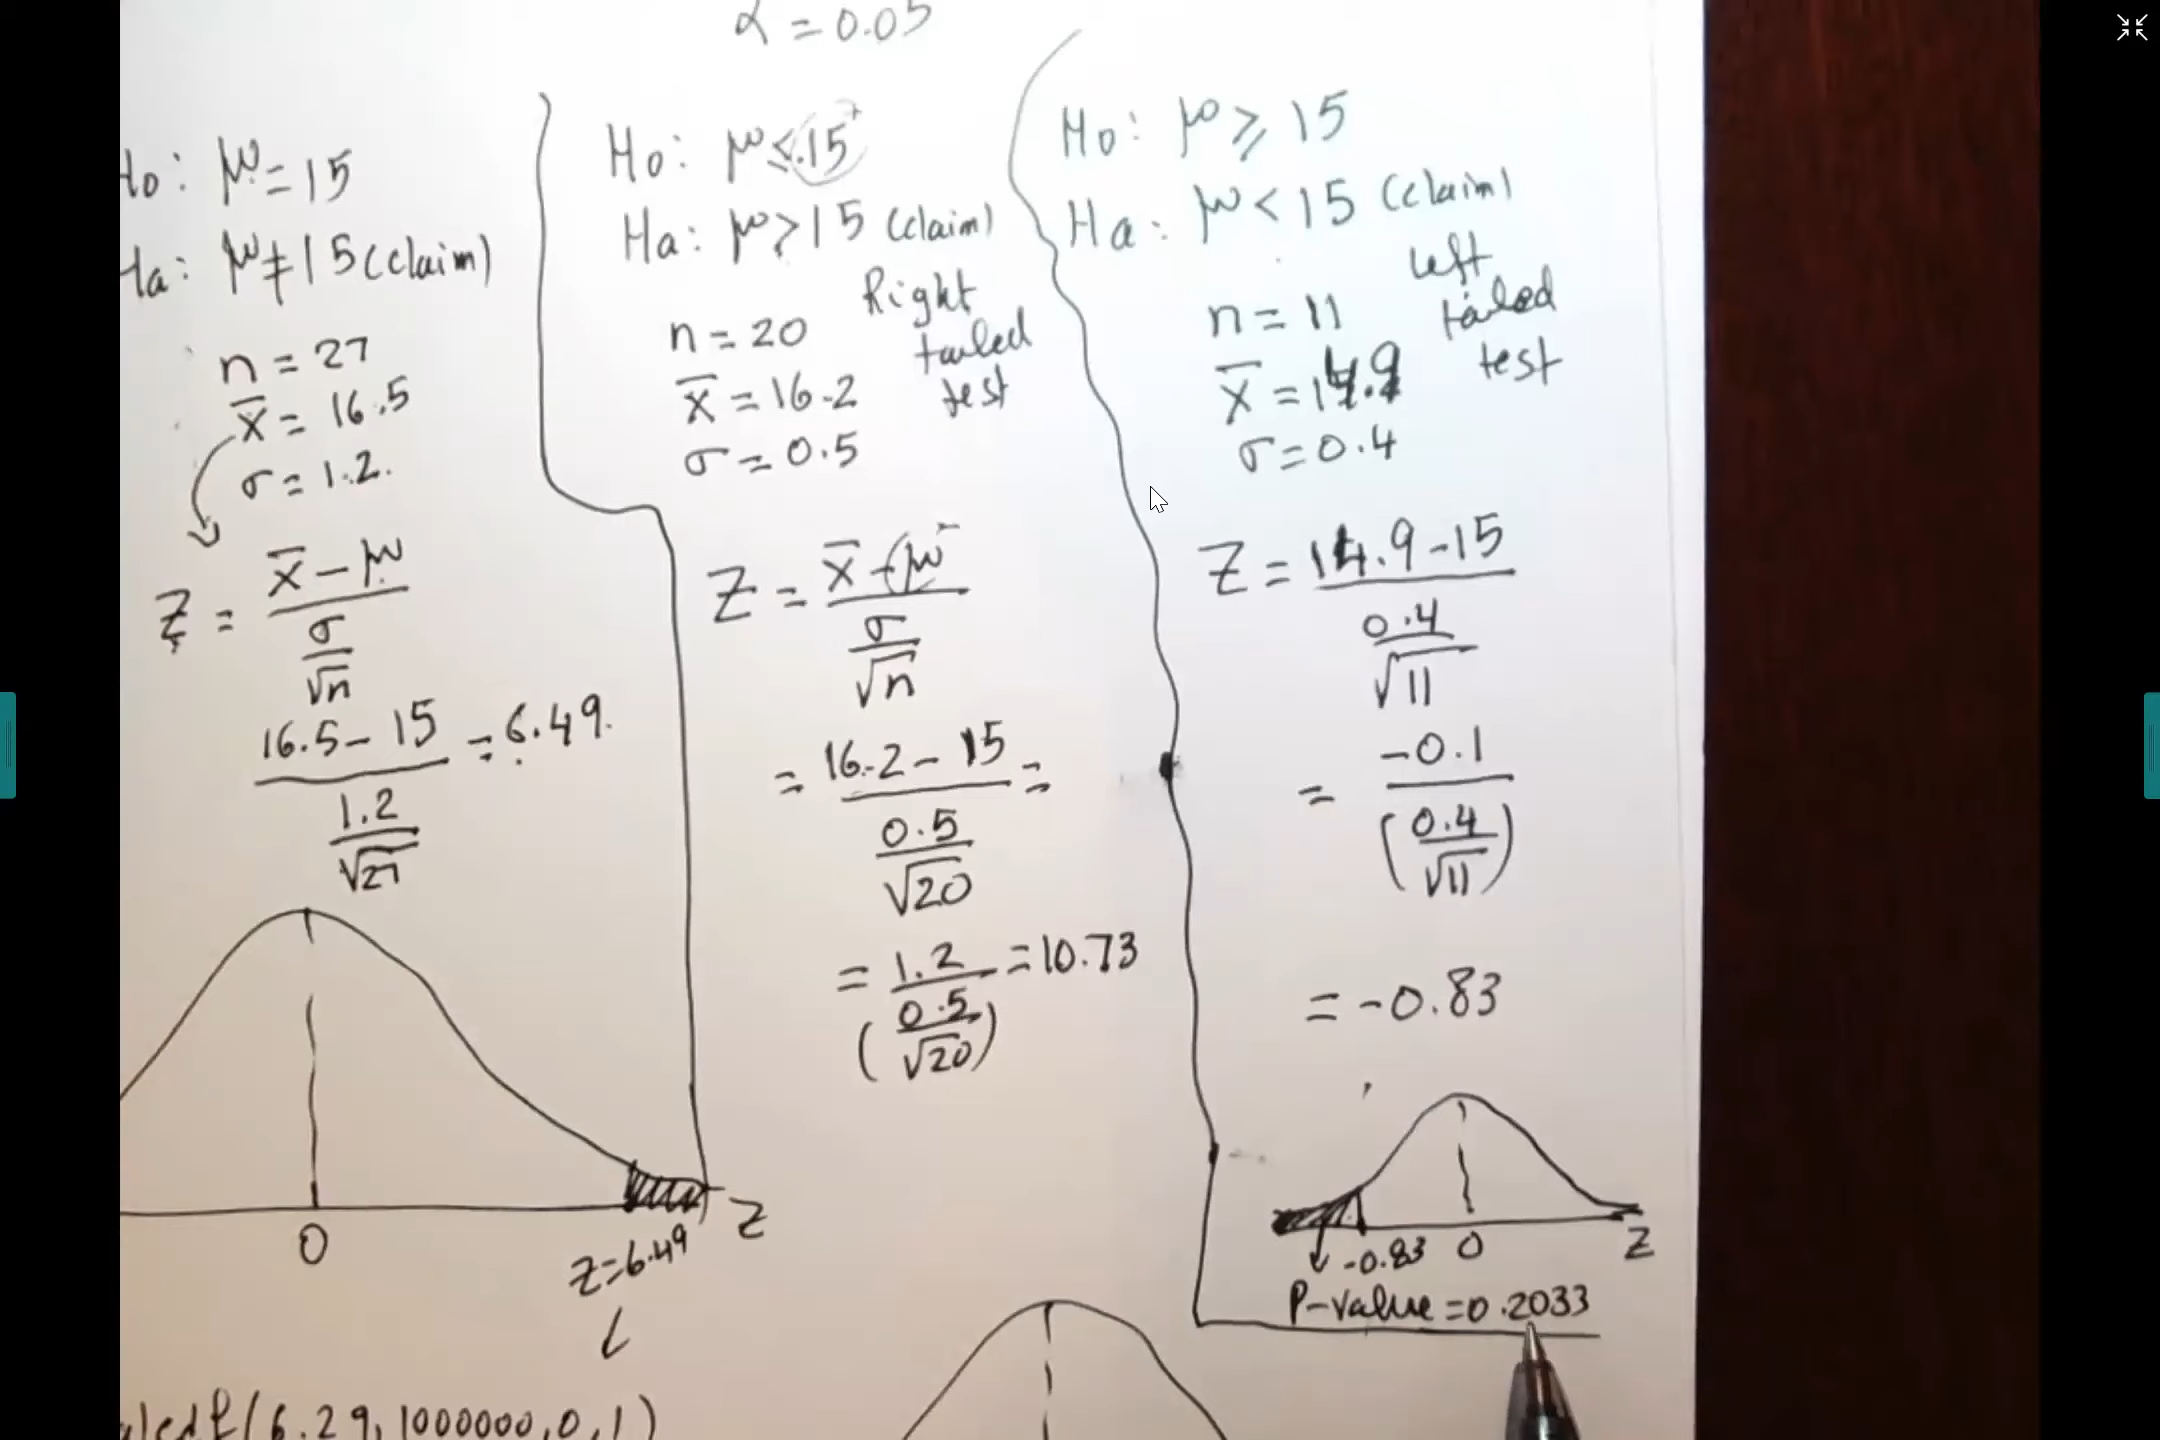 α = 0.05
Ho: μ = 15
Ha: μ ≠ 15 (claim)
n = 27
x̅ = 16.5
σ = 1.2.
Z = (x̅ − μ) / (σ/√n)
(16.5 − 15) / (1.2/√27) = 6.49.
0
Z = 6.49
Z
(6.29, 1000000, 0, 1)
Ho: μ ≤ 15
Ha: μ > 15 (claim)
Right
tailed
test
n = 20
x̅ = 16.2
σ = 0.5
Z = (x̅ − μ) / (σ/√n)
= (16.2 − 15) / (0.5/√20) =
= 1.2 / (0.5/√20) = 10.73
Ho: μ ≥ 15
Ha: μ < 15 (claim)
left
tailed
test
n = 11
x̅ = 14.9
σ = 0.4
Z = (14.9 − 15) / (0.4/√11)
= −0.1 / (0.4/√11)
= −0.83
−0.83 0 Z
P-value = 0.2033